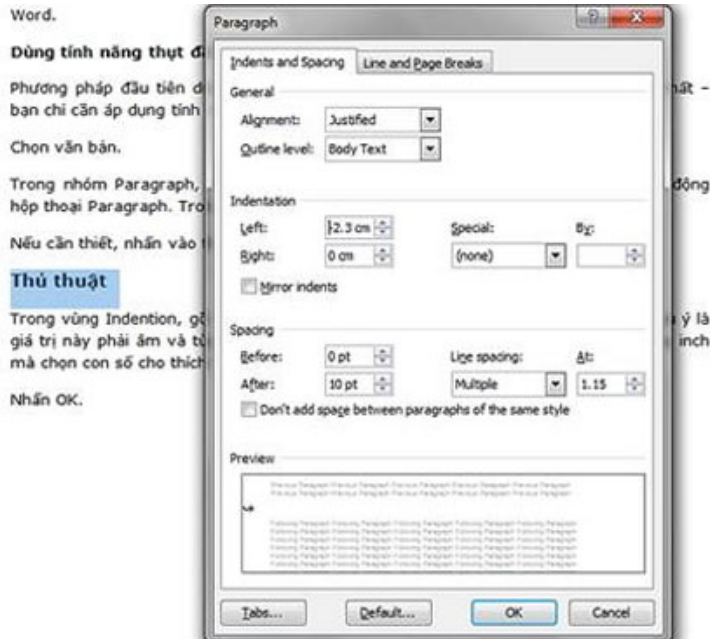 Word.
Paragraph
Dùng tính năng thụt đ
Indents and Spacing Line and Page Breaks
Phương pháp đầu tiên d
General
hất –
bạn chỉ cần áp dụng tính
Alignment: Justified
Outline level: Body Text
Chọn văn bản.
Trong nhóm Paragraph,
động
hộp thoại Paragraph. Tro
Indentation
Left: -2.3 cm Special: By:
Right: 0 cm (none)
Nếu cần thiết, nhấn vào
Mirror indents
Thủ thuật
Trong vùng Indention, gõ
ý là
Spacing
giá trị này phải âm và
inch
Before: 0 pt Line spacing: At:
mà chọn con số cho thích
After: 10 pt Multiple 1.15
Nhấn OK.
Don't add space between paragraphs of the same style
Preview
Tabs... Default... OK Cancel